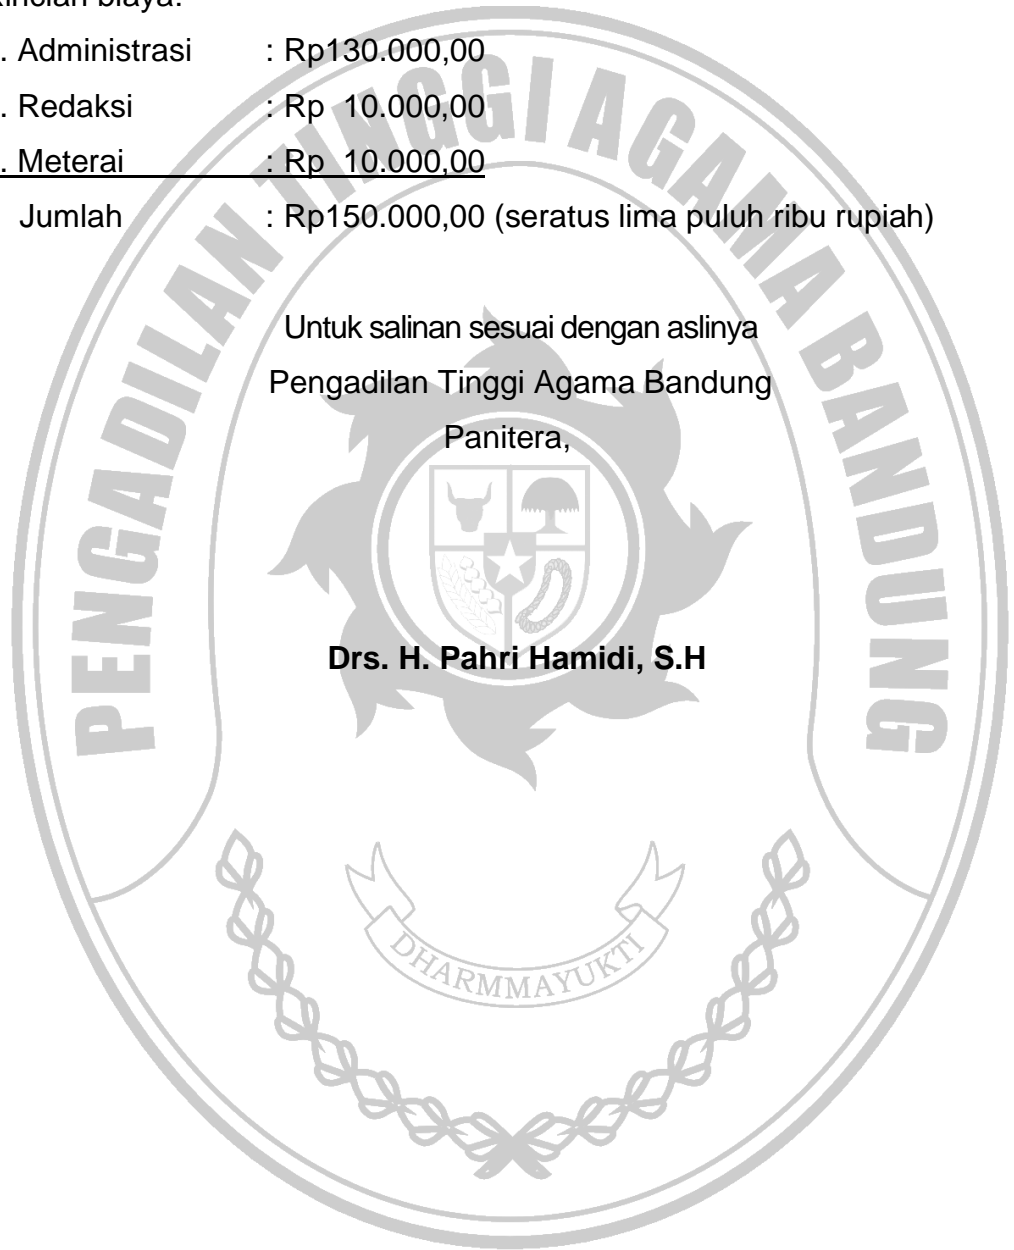 . Administrasi : Rp130.000,00
. Redaksi : Rp 10.000,00
. Meterai : Rp 10.000,00
Jumlah : Rp150.000,00 (seratus lima puluh ribu rupiah)
Untuk salinan sesuai dengan aslinya
Pengadilan Tinggi Agama Bandung
Panitera,
Drs. H. Pahri Hamidi, S.H
PENGADILAN TINGGI AGAMA BANDUNG
DHARMMAYUKTI